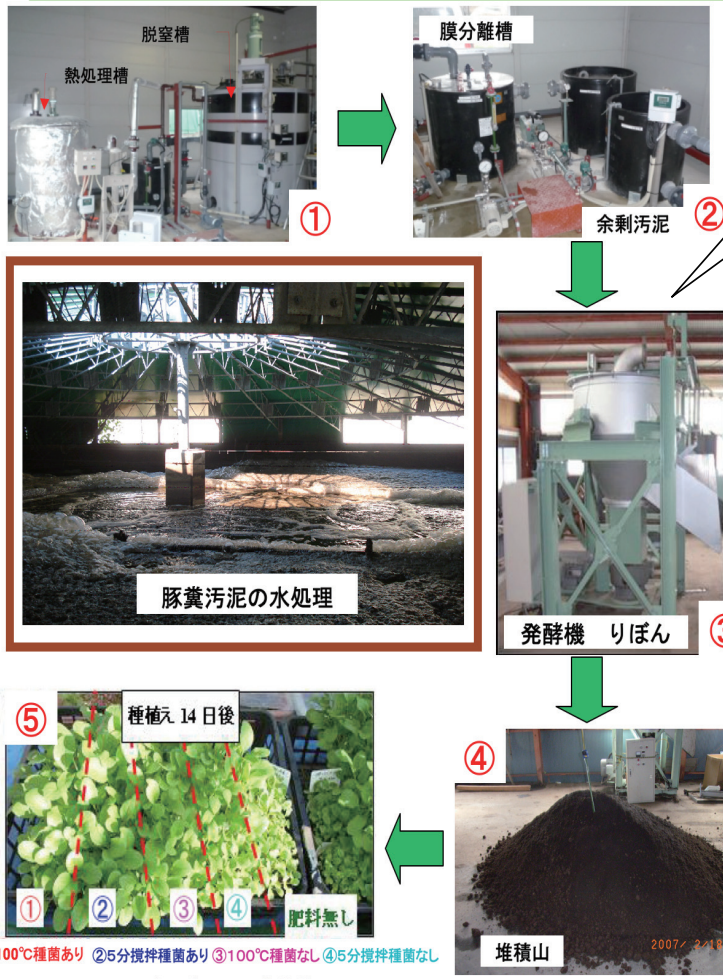 脱窒槽
熱処理槽
①
膜分離槽
余剰汚泥
②
豚糞汚泥の水処理
発酵機 りぼん
③
④
堆積山
2007/ 2/18
⑤
種植え 14 日後
① ② ③ ④
肥料無し
100℃種菌あり ②5分撹拌種菌あり ③100℃種菌なし ④5分撹拌種菌なし